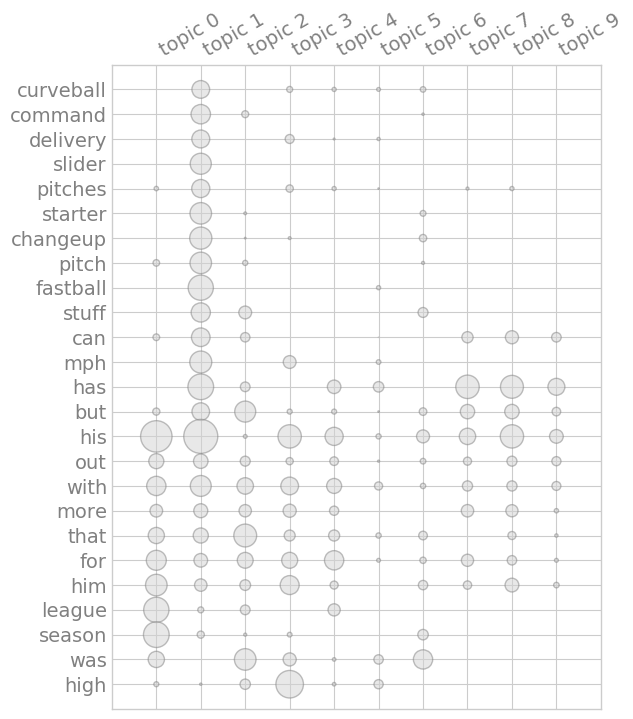 topic 0
topic 1
topic 2
topic 3
topic 4
topic 5
topic 6
topic 7
topic 8
topic 9
curveball
command
delivery
slider
pitches
starter
changeup
pitch
fastball
stuff
can
mph
has
but
his
out
with
more
that
for
him
league
season
was
high